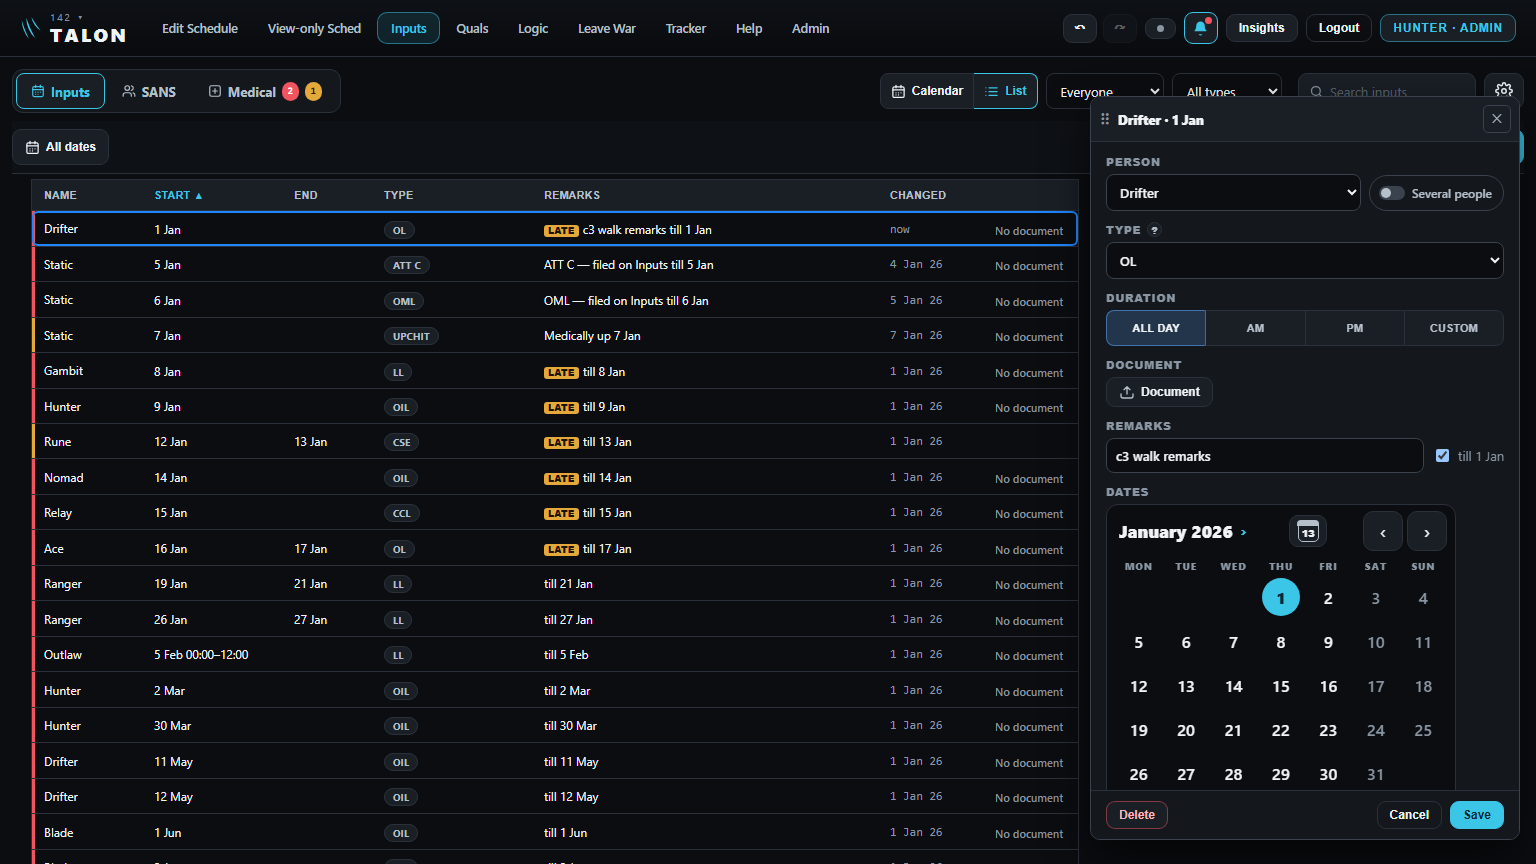 142
TALON
Edit Schedule
View-only Sched
Inputs
Quals
Logic
Leave War
Tracker
Help
Admin
Insights
Logout
HUNTER · ADMIN
Inputs
SANS
Medical 2 1
Calendar
List
Everyone
All types
Search inputs
All dates
NAME START ▲ END TYPE REMARKS CHANGED
Drifter 1 Jan OL LATE c3 walk remarks till 1 Jan now No document
Static 5 Jan ATT C ATT C — filed on Inputs till 5 Jan 4 Jan 26 No document
Static 6 Jan OML OML — filed on Inputs till 6 Jan 5 Jan 26 No document
Static 7 Jan UPCHIT Medically up 7 Jan 7 Jan 26 No document
Gambit 8 Jan LL LATE till 8 Jan 1 Jan 26 No document
Hunter 9 Jan OIL LATE till 9 Jan 1 Jan 26 No document
Rune 12 Jan 13 Jan CSE LATE till 13 Jan 1 Jan 26
Nomad 14 Jan OIL LATE till 14 Jan 1 Jan 26 No document
Relay 15 Jan CCL LATE till 15 Jan 1 Jan 26 No document
Ace 16 Jan 17 Jan OL LATE till 17 Jan 1 Jan 26 No document
Ranger 19 Jan 21 Jan LL till 21 Jan 1 Jan 26 No document
Ranger 26 Jan 27 Jan LL till 27 Jan 1 Jan 26 No document
Outlaw 5 Feb 00:00–12:00 LL till 5 Feb 1 Jan 26 No document
Hunter 2 Mar OIL till 2 Mar 1 Jan 26 No document
Hunter 30 Mar OIL till 30 Mar 1 Jan 26 No document
Drifter 11 May OIL till 11 May 1 Jan 26 No document
Drifter 12 May OIL till 12 May 1 Jan 26 No document
Blade 1 Jun OIL till 1 Jun 1 Jan 26 No document
Drifter · 1 Jan
PERSON
Drifter
Several people
TYPE ?
OL
DURATION
ALL DAY AM PM CUSTOM
DOCUMENT
Document
REMARKS
c3 walk remarks
till 1 Jan
DATES
January 2026 › 13 ‹ ›
MON TUE WED THU FRI SAT SUN
1 2 3 4
5 6 7 8 9 10 11
12 13 14 15 16 17 18
19 20 21 22 23 24 25
26 27 28 29 30 31
Delete
Cancel
Save